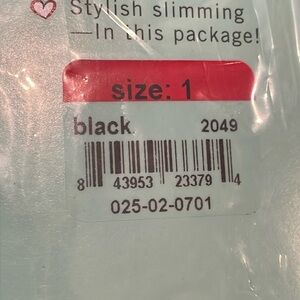 Stylish slimming
—In this package!
size: 1
black 2049
8 43953 23379 4
025-02-0701